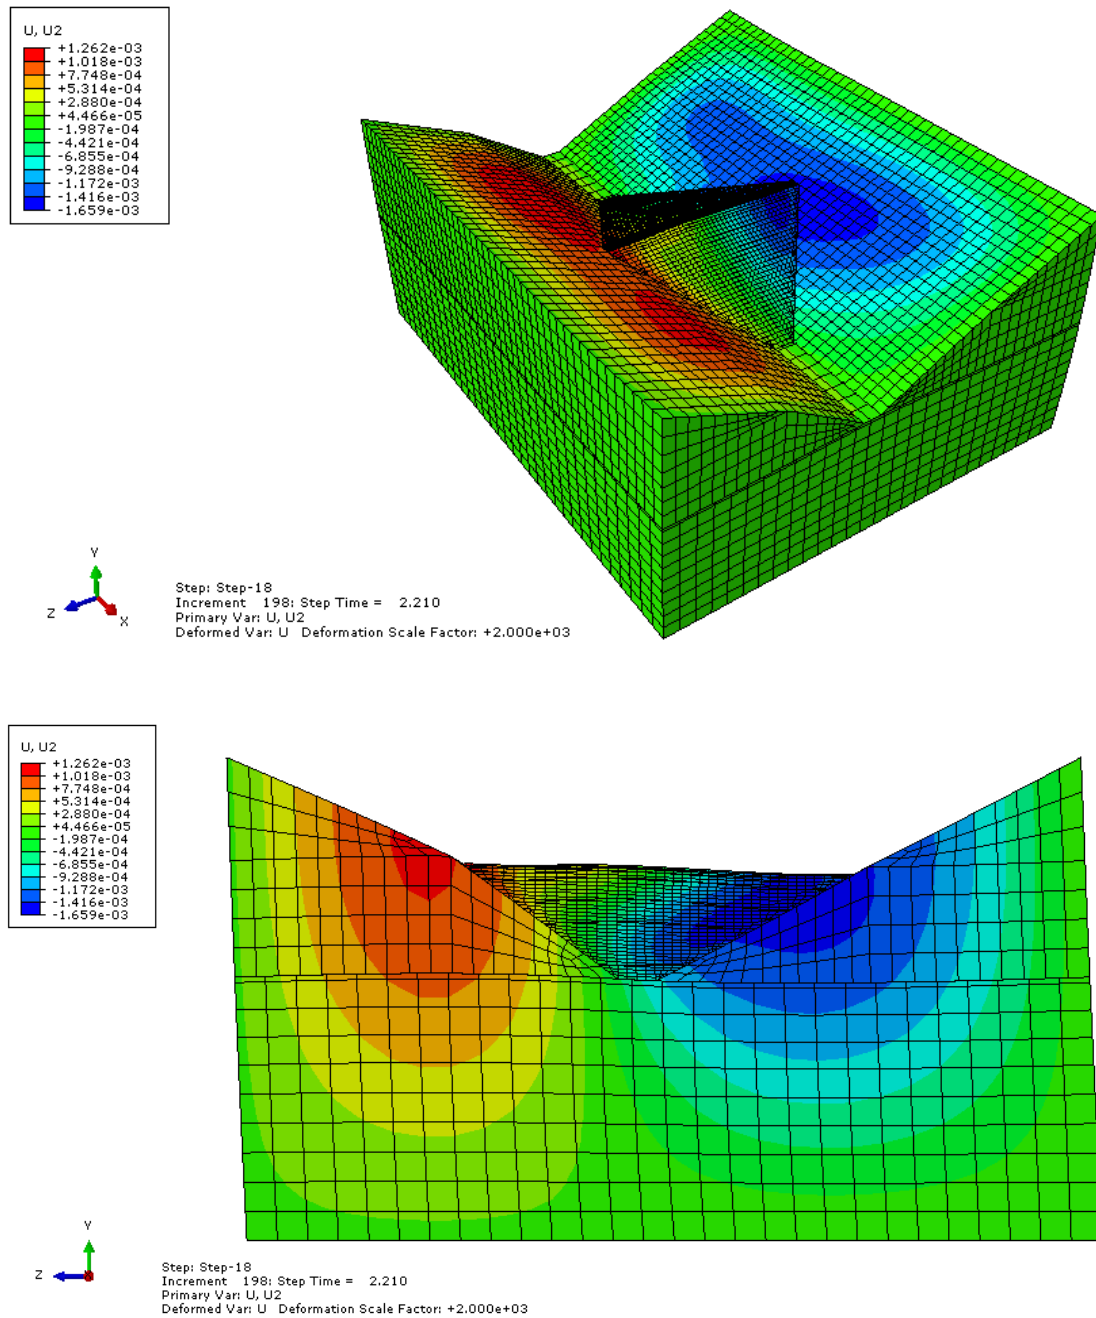 U, U2
+1.262e-03
+1.018e-03
+7.748e-04
+5.314e-04
+2.880e-04
+4.466e-05
-1.987e-04
-4.421e-04
-6.855e-04
-9.288e-04
-1.172e-03
-1.416e-03
-1.659e-03
Y
Z
X
Step: Step-18
Increment 198: Step Time = 2.210
Primary Var: U, U2
Deformed Var: U Deformation Scale Factor: +2.000e+03
U, U2
+1.262e-03
+1.018e-03
+7.748e-04
+5.314e-04
+2.880e-04
+4.466e-05
-1.987e-04
-4.421e-04
-6.855e-04
-9.288e-04
-1.172e-03
-1.416e-03
-1.659e-03
Y
Z
Step: Step-18
Increment 198: Step Time = 2.210
Primary Var: U, U2
Deformed Var: U Deformation Scale Factor: +2.000e+03